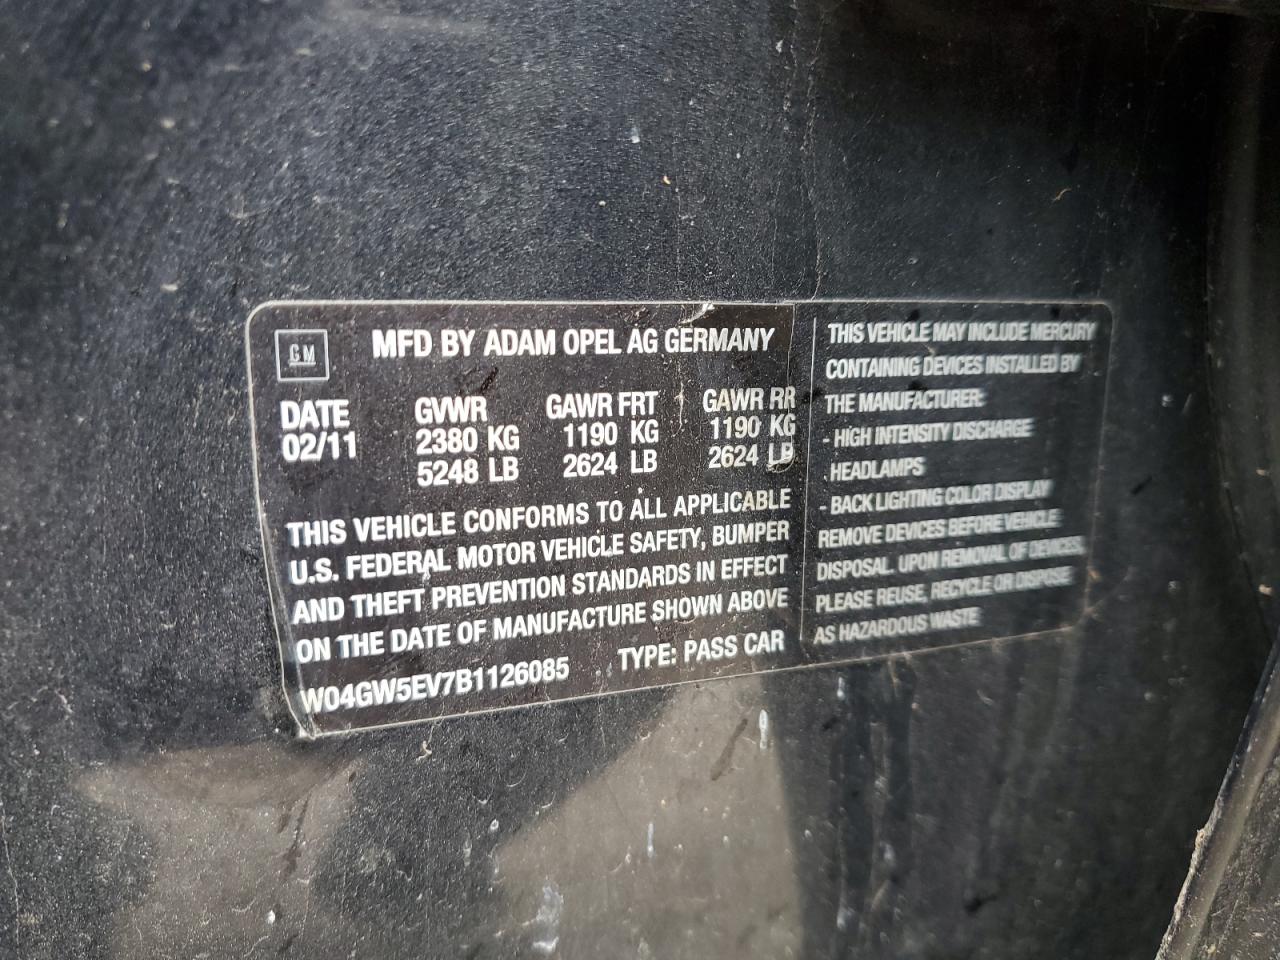 GM
MFD BY ADAM OPEL AG GERMANY
DATE GVWR GAWR FRT GAWR RR
02/11 2380 KG 1190 KG 1190 KG
5248 LB 2624 LB 2624 LB
THIS VEHICLE CONFORMS TO ALL APPLICABLE
U.S. FEDERAL MOTOR VEHICLE SAFETY, BUMPER
AND THEFT PREVENTION STANDARDS IN EFFECT
ON THE DATE OF MANUFACTURE SHOWN ABOVE
W04GW5EV7B1126085 TYPE: PASS CAR
THIS VEHICLE MAY INCLUDE MERCURY
CONTAINING DEVICES INSTALLED BY
THE MANUFACTURER:
- HIGH INTENSITY DISCHARGE
HEADLAMPS
- BACK LIGHTING COLOR DISPLAY
REMOVE DEVICES BEFORE VEHICLE
DISPOSAL. UPON REMOVAL OF DEVICES,
PLEASE REUSE, RECYCLE OR DISPOSE
AS HAZARDOUS WASTE